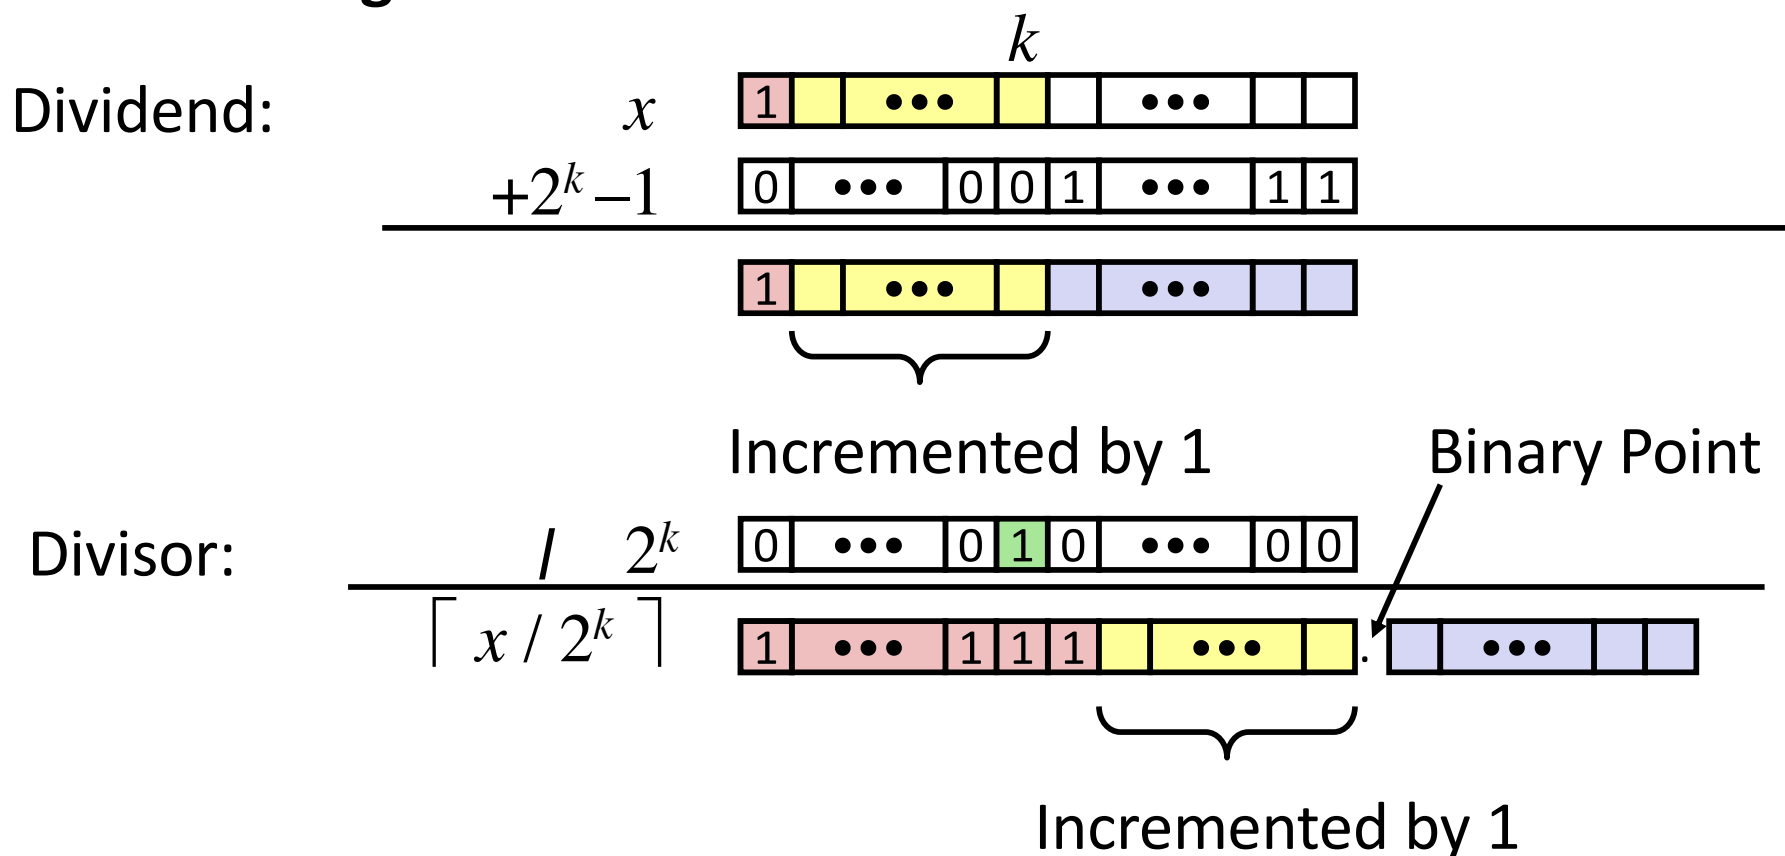 k
Dividend: x 1 ••• •••
+2^k –1 0 ••• 0 0 1 ••• 1 1
1 ••• •••
Incremented by 1 Binary Point
Divisor: / 2^k 0 ••• 0 1 0 ••• 0 0
⌈ x / 2^k ⌉ 1 ••• 1 1 1 ••• . •••
Incremented by 1